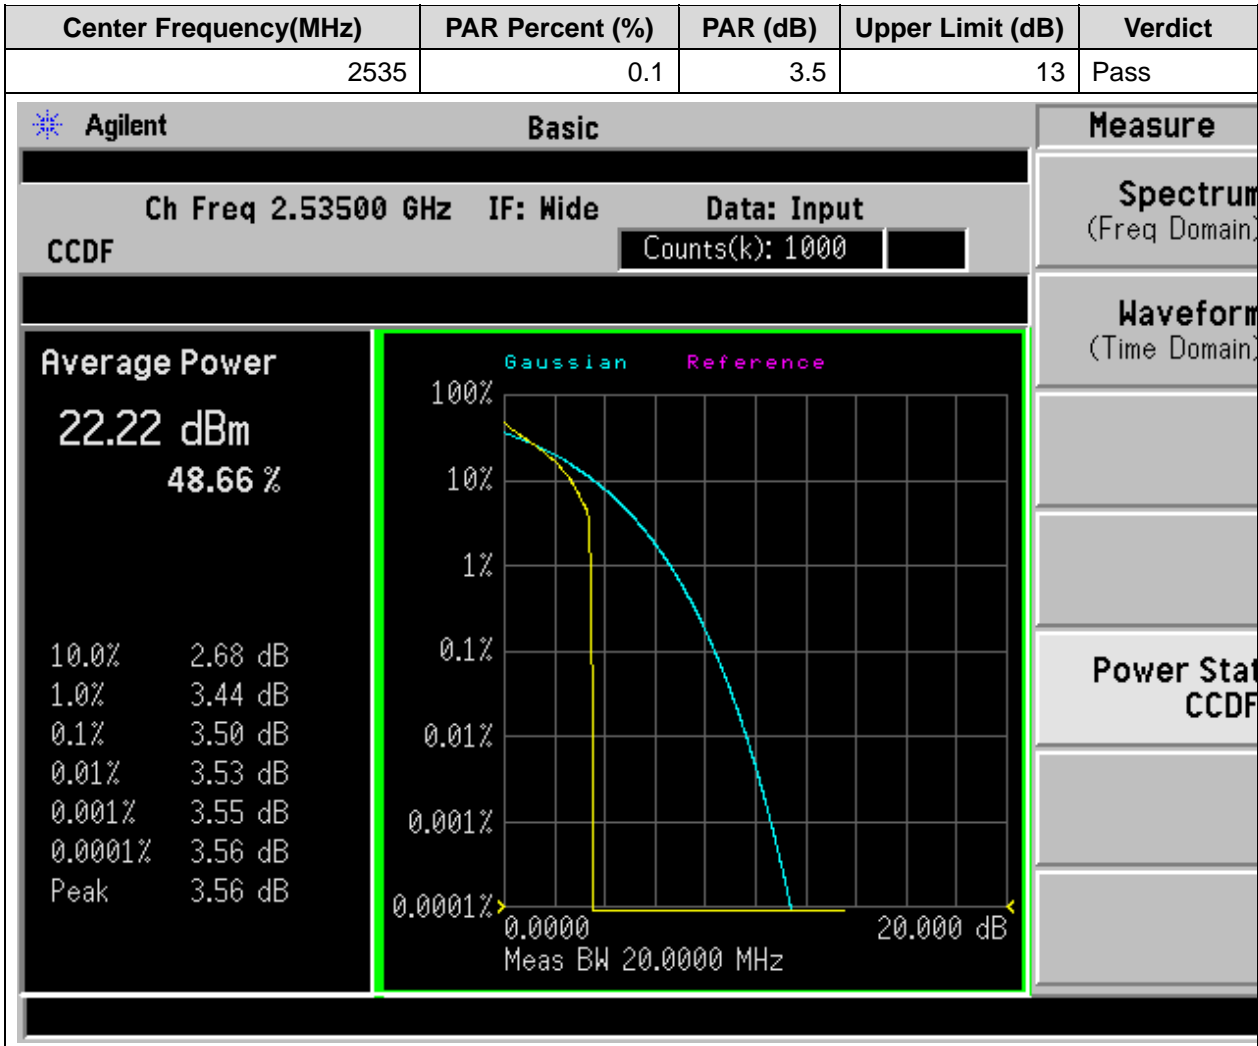 Center Frequency(MHz) PAR Percent (%) PAR (dB) Upper Limit (dB) Verdict
2535 0.1 3.5 13 Pass
Agilent Basic Measure
Ch Freq 2.53500 GHz IF: Wide Data: Input
CCDF Counts(k): 1000
Spectrum
(Freq Domain)
Waveform
(Time Domain)
Power Stat
CCDF
Average Power
22.22 dBm
48.66 %
10.0% 2.68 dB
1.0% 3.44 dB
0.1% 3.50 dB
0.01% 3.53 dB
0.001% 3.55 dB
0.0001% 3.56 dB
Peak 3.56 dB
Gaussian Reference
100%
10%
1%
0.1%
0.01%
0.001%
0.0001%
0.0000 20.000 dB
Meas BW 20.0000 MHz